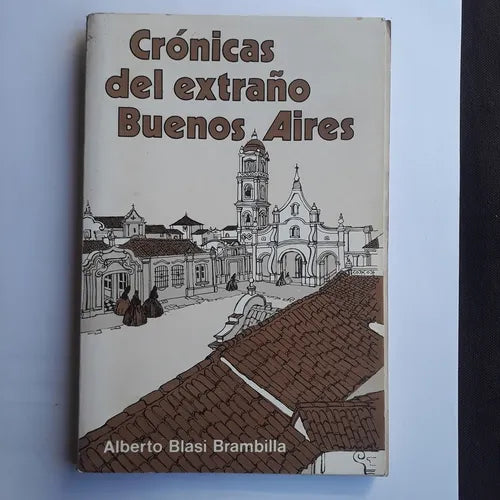 Crónicas
del extraño
Buenos Aires
Alberto Blasi Brambilla